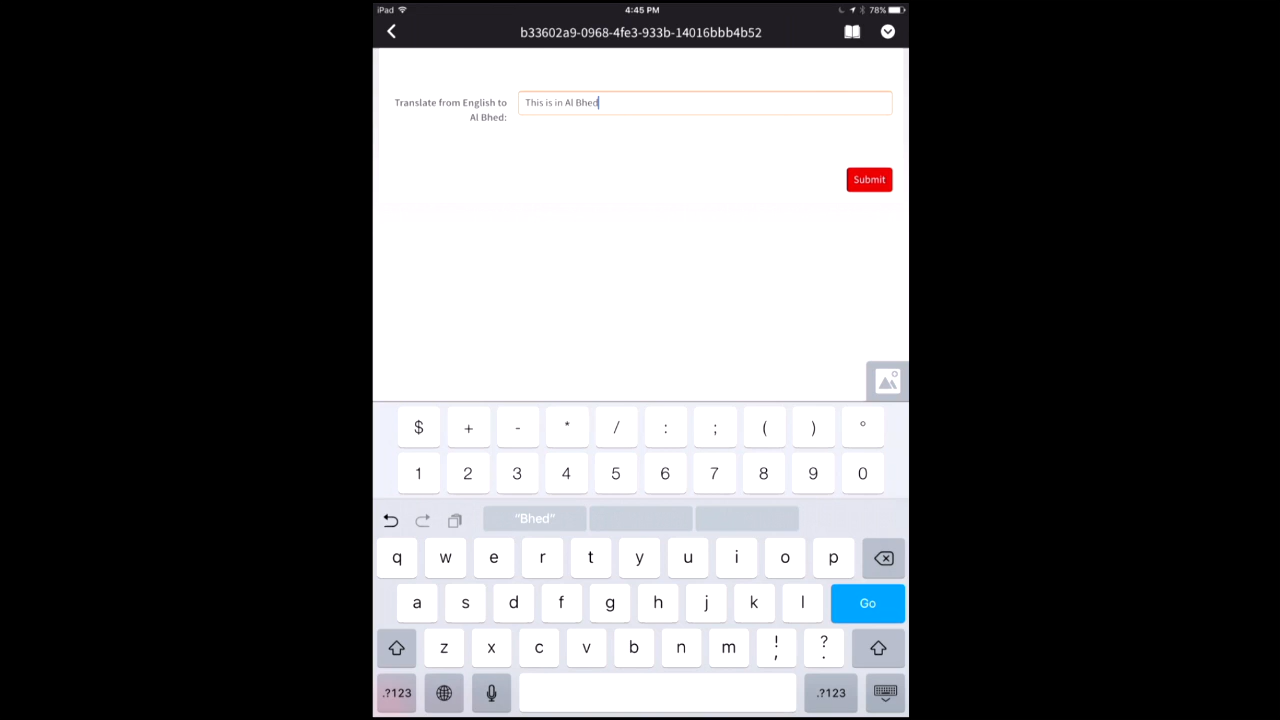 iPad 4:45 PM 78%
b33602a9-0968-4fe3-933b-14016bbb4b52
Translate from English to
Al Bhed:
This is in Al Bhed
Submit
$ + - * / : ; ( ) °
1 2 3 4 5 6 7 8 9 0
"Bhed"
q w e r t y u i o p
a s d f g h j k l Go
z x c v b n m ! , ? .
.?123 .?123